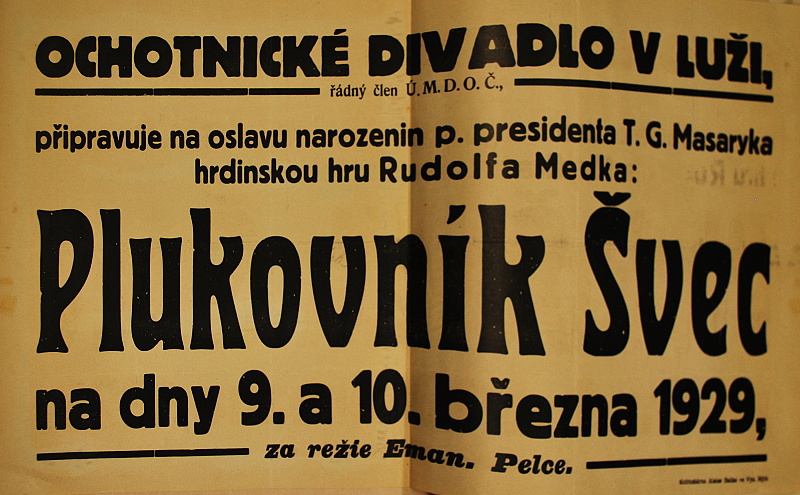 OCHOTNICKÉ DIVADLO V LUŽI,
řádný člen Ú.M.D.O.Č.,
připravuje na oslavu narozenin p. presidenta T. G. Masaryka
hrdinskou hru Rudolfa Medka:
Plukovník Švec
na dny 9. a 10. března 1929,
za režie Eman. Pelce.